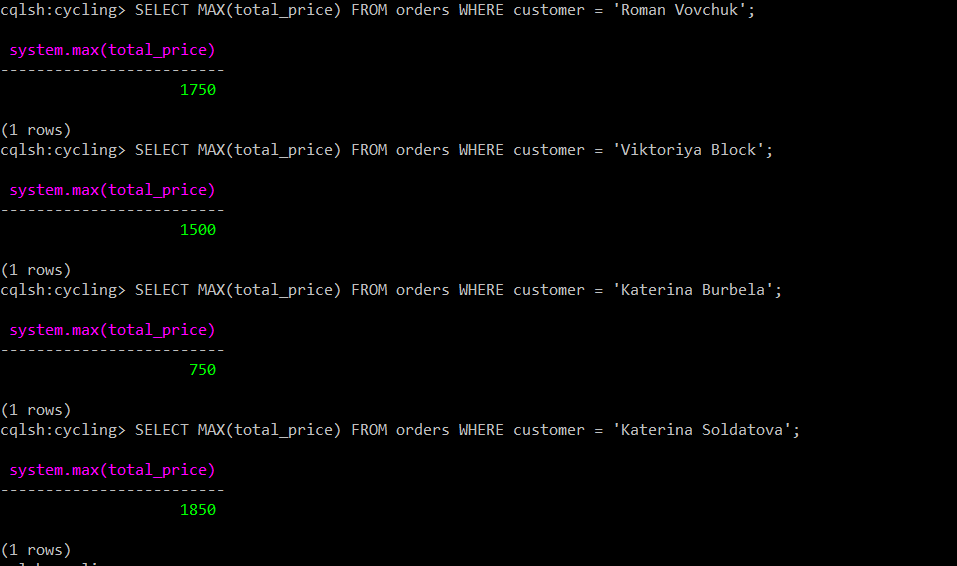 cqlsh:cycling> SELECT MAX(total_price) FROM orders WHERE customer = 'Roman Vovchuk';
system.max(total_price)
-------------------------
1750
(1 rows)
cqlsh:cycling> SELECT MAX(total_price) FROM orders WHERE customer = 'Viktoriya Block';
system.max(total_price)
-------------------------
1500
(1 rows)
cqlsh:cycling> SELECT MAX(total_price) FROM orders WHERE customer = 'Katerina Burbela';
system.max(total_price)
-------------------------
750
(1 rows)
cqlsh:cycling> SELECT MAX(total_price) FROM orders WHERE customer = 'Katerina Soldatova';
system.max(total_price)
-------------------------
1850
(1 rows)